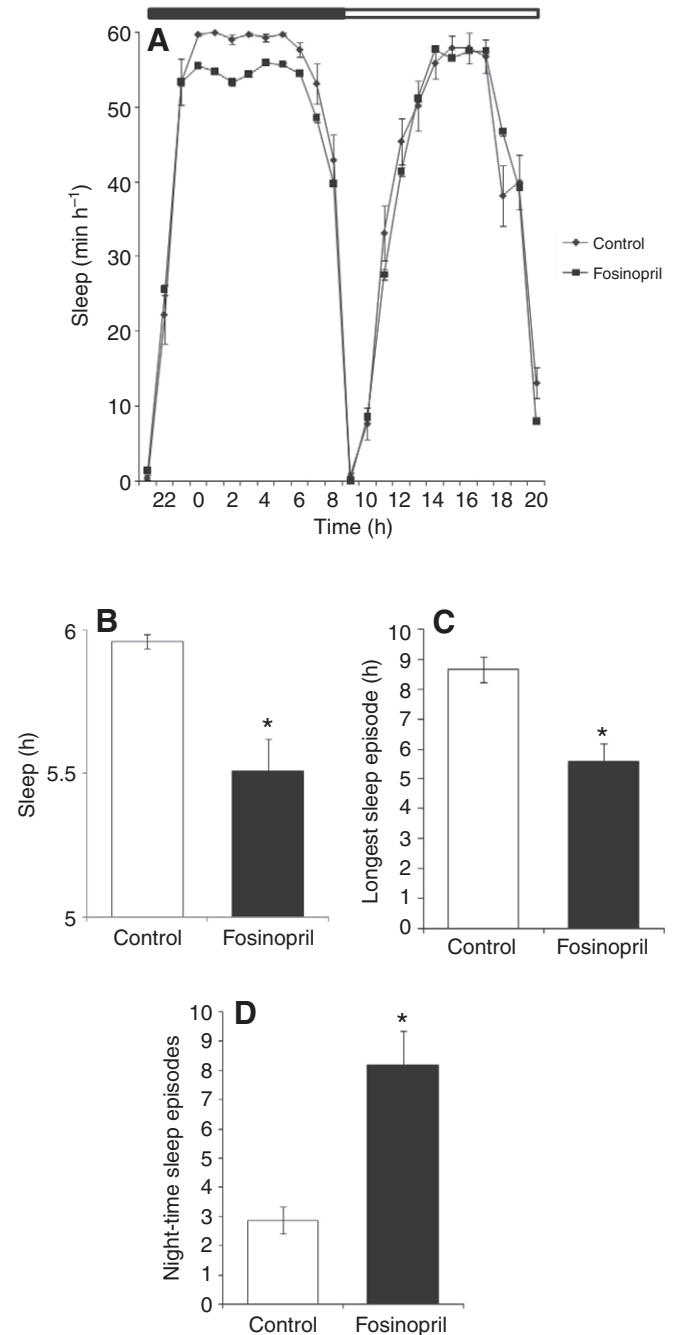 A
60
50
40
30
20
10
0
Sleep (min h⁻¹)
22 0 2 4 6 8 10 12 14 16 18 20
Time (h)
Control
Fosinopril
B
6
5.5
5
Sleep (h)
*
Control Fosinopril
C
10
9
8
7
6
5
4
3
2
1
0
Longest sleep episode (h)
*
Control Fosinopril
D
10
9
8
7
6
5
4
3
2
1
0
Night-time sleep episodes
*
Control Fosinopril